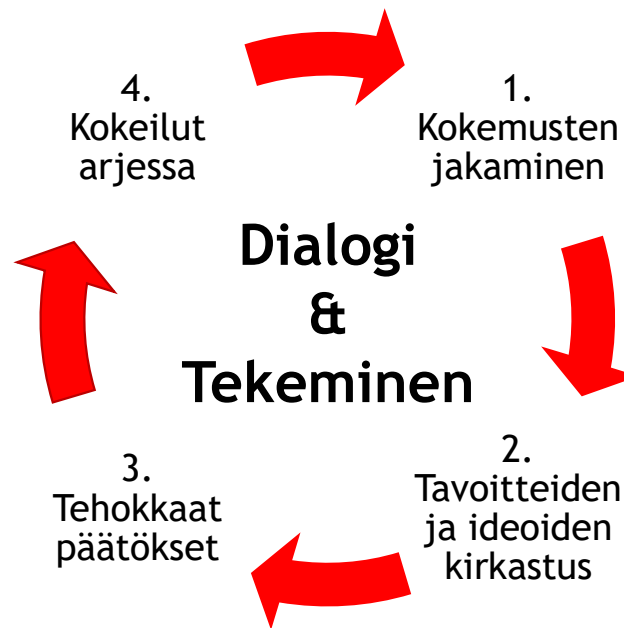 1.
Kokemusten
jakaminen
2.
Tavoitteiden
ja ideoiden
kirkastus
3.
Tehokkaat
päätökset
4.
Kokeilut
arjessa
Dialogi
&
Tekeminen